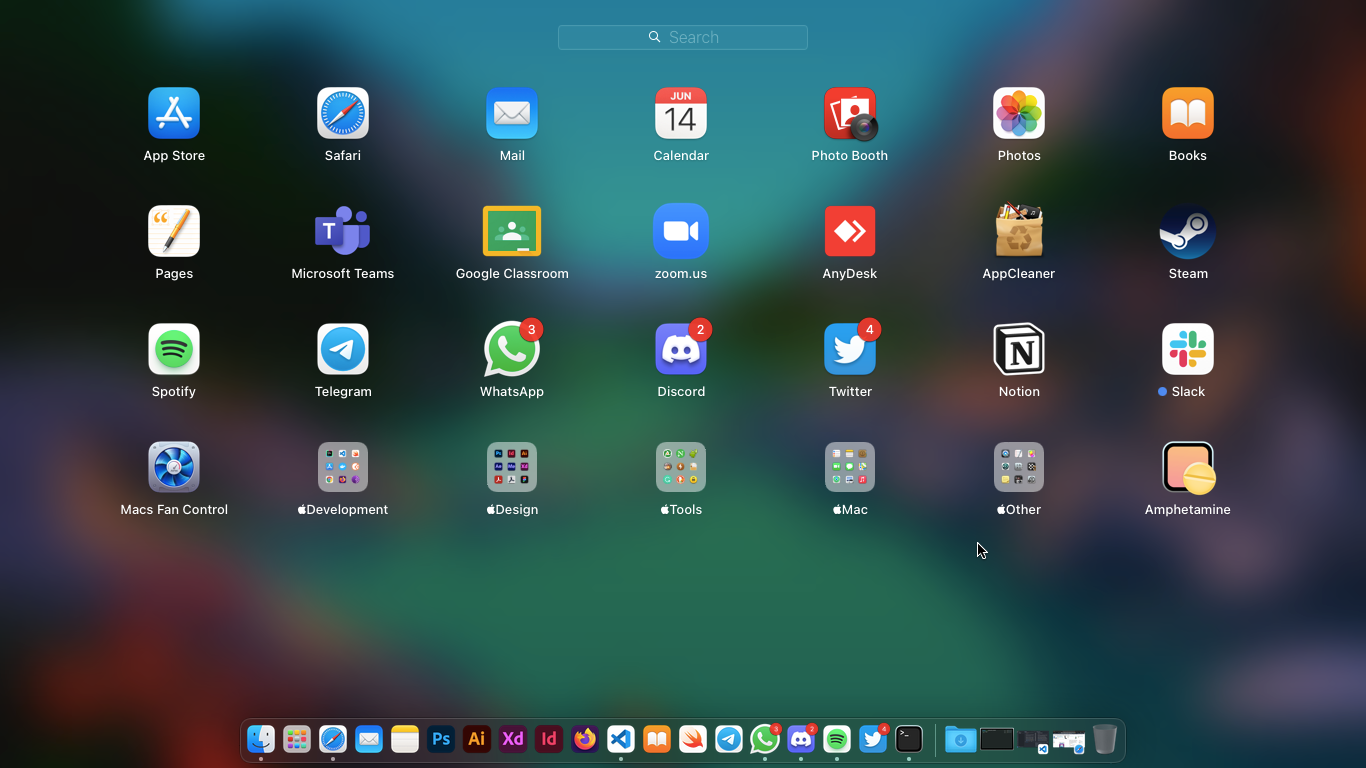 Search
JUN
14
App Store
Safari
Mail
Calendar
Photo Booth
Photos
Books
T
Pages
Microsoft Teams
Google Classroom
zoom.us
AnyDesk
AppCleaner
Steam
3
2
4
N
Spotify
Telegram
WhatsApp
Discord
Twitter
Notion
Slack
Macs Fan Control
Development
Design
Tools
Mac
Other
Amphetamine
Ps
Ai
Xd
Id
3
2
4